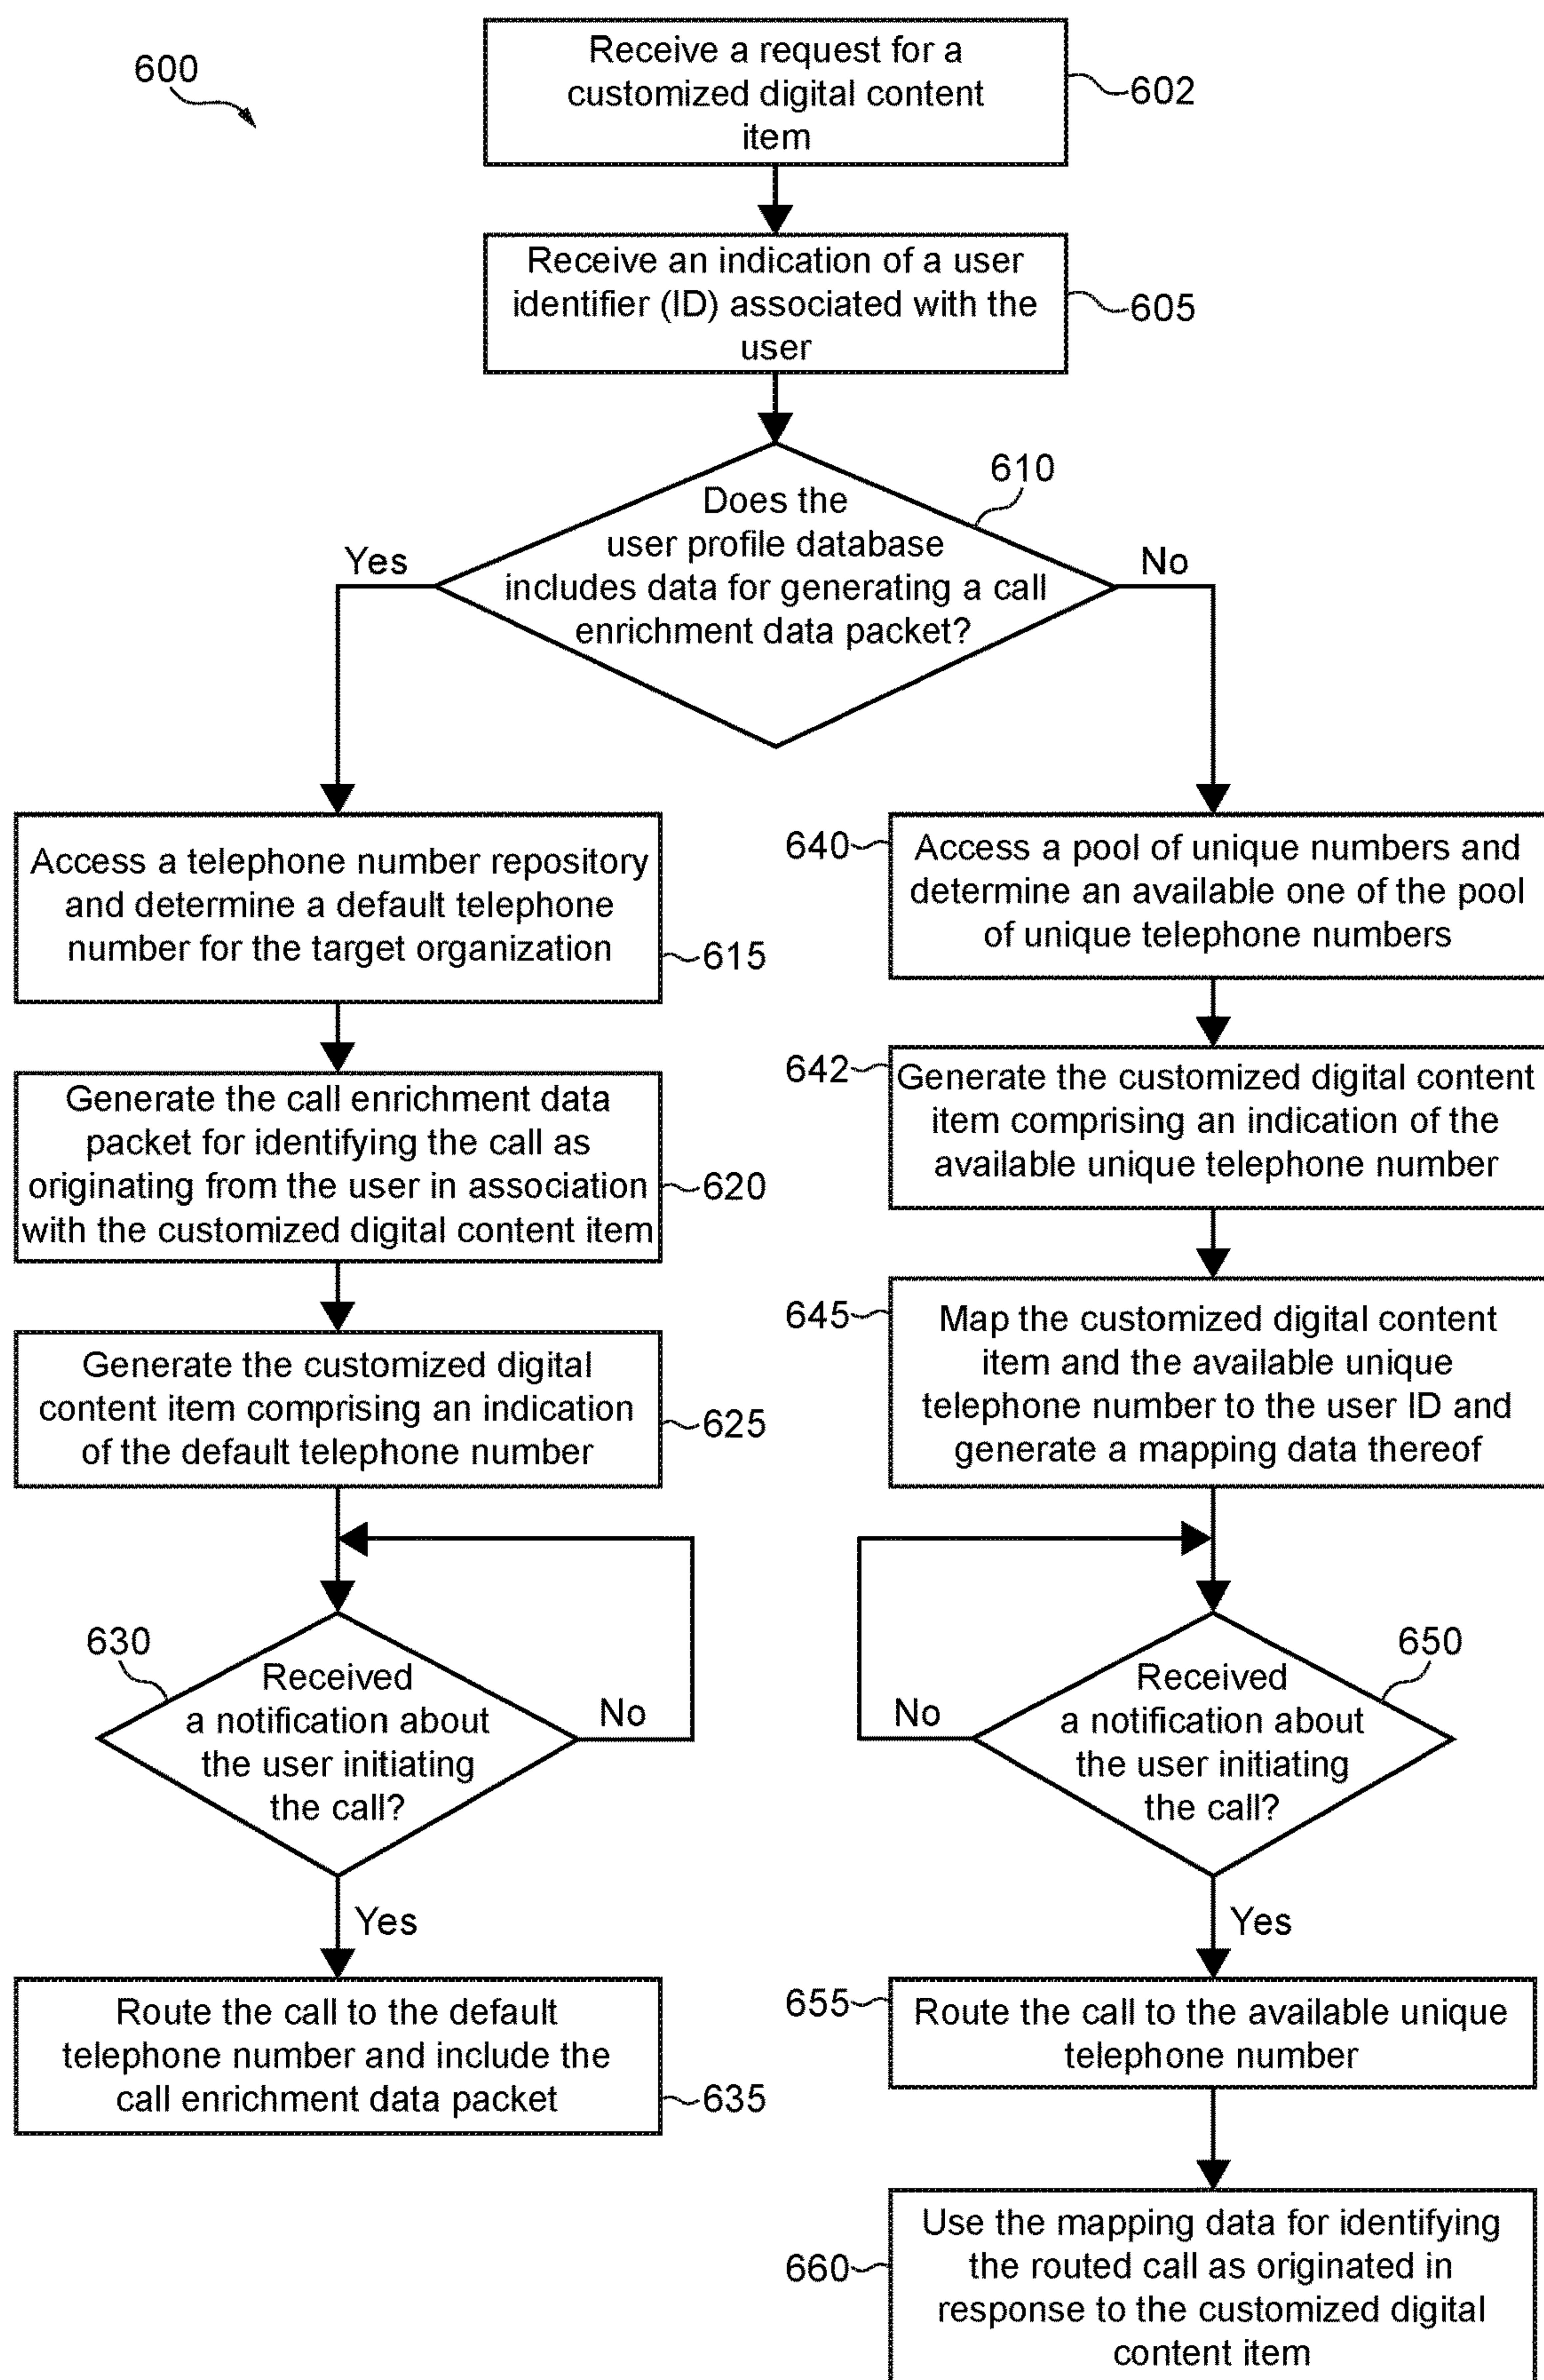 600
Receive a request for a
customized digital content
item
602
Receive an indication of a user
identifier (ID) associated with the
user
605
610
Does the
user profile database
includes data for generating a call
enrichment data packet?
Yes
No
Access a telephone number repository
and determine a default telephone
number for the target organization
615
Generate the call enrichment data
packet for identifying the call as
originating from the user in association
with the customized digital content item
620
Generate the customized digital
content item comprising an indication
of the default telephone number
625
630
Received
a notification about
the user initiating
the call?
No
Yes
Route the call to the default
telephone number and include the
call enrichment data packet
635
640
Access a pool of unique numbers and
determine an available one of the pool
of unique telephone numbers
642
Generate the customized digital content
item comprising an indication of the
available unique telephone number
645
Map the customized digital content
item and the available unique
telephone number to the user ID and
generate a mapping data thereof
650
Received
a notification about
the user initiating
the call?
No
Yes
655
Route the call to the available unique
telephone number
660
Use the mapping data for identifying
the routed call as originated in
response to the customized digital
content item